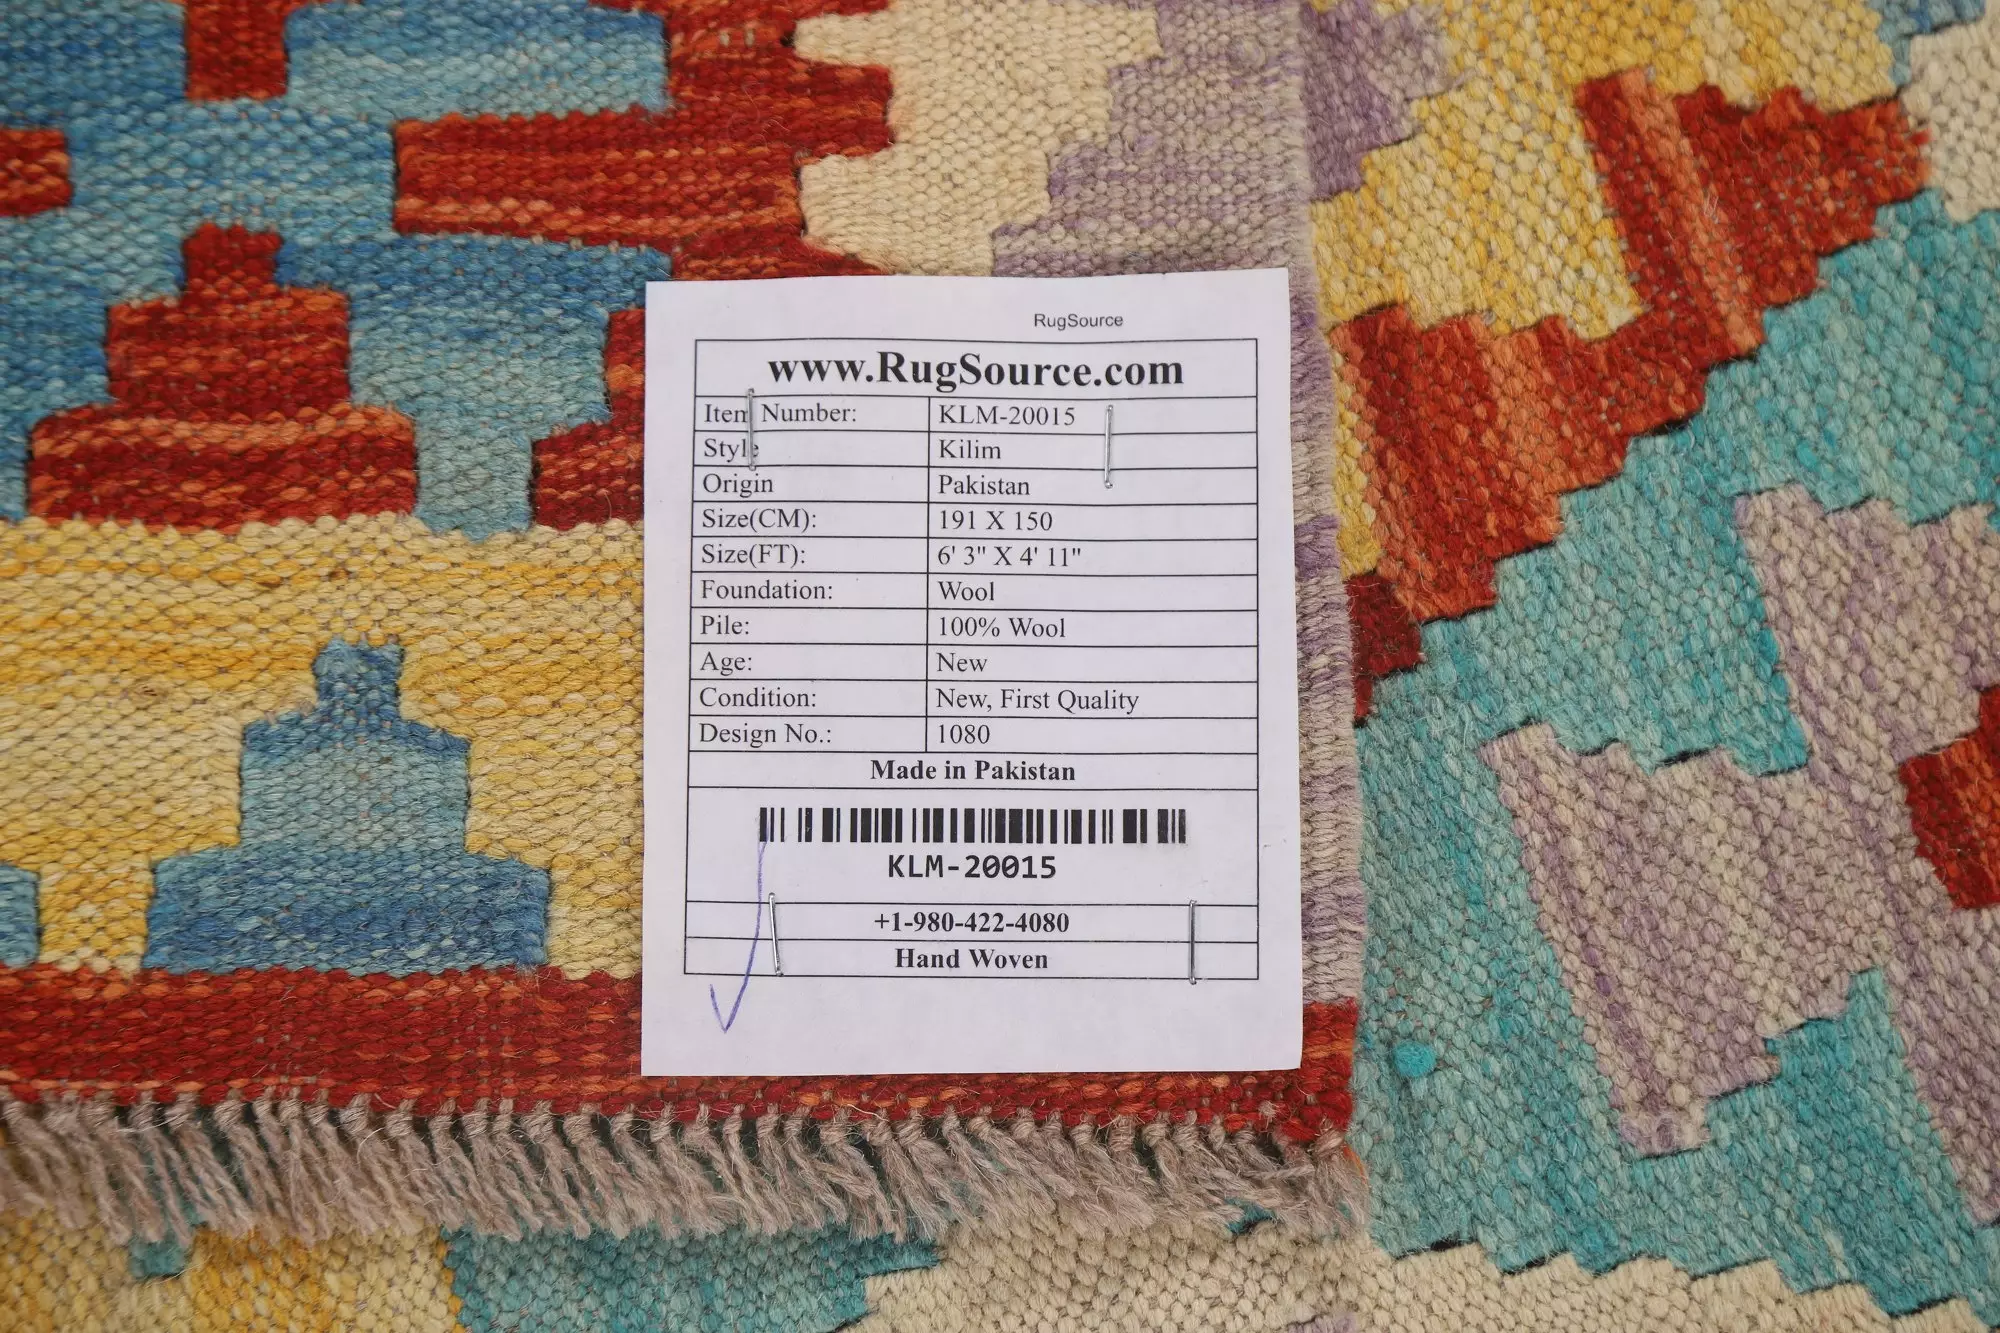 RugSource
www.RugSource.com
Item Number: KLM-20015
Style Kilim
Origin Pakistan
Size(CM): 191 X 150
Size(FT): 6' 3" X 4' 11"
Foundation: Wool
Pile: 100% Wool
Age: New
Condition: New, First Quality
Design No.: 1080
Made in Pakistan
KLM-20015
+1-980-422-4080
Hand Woven